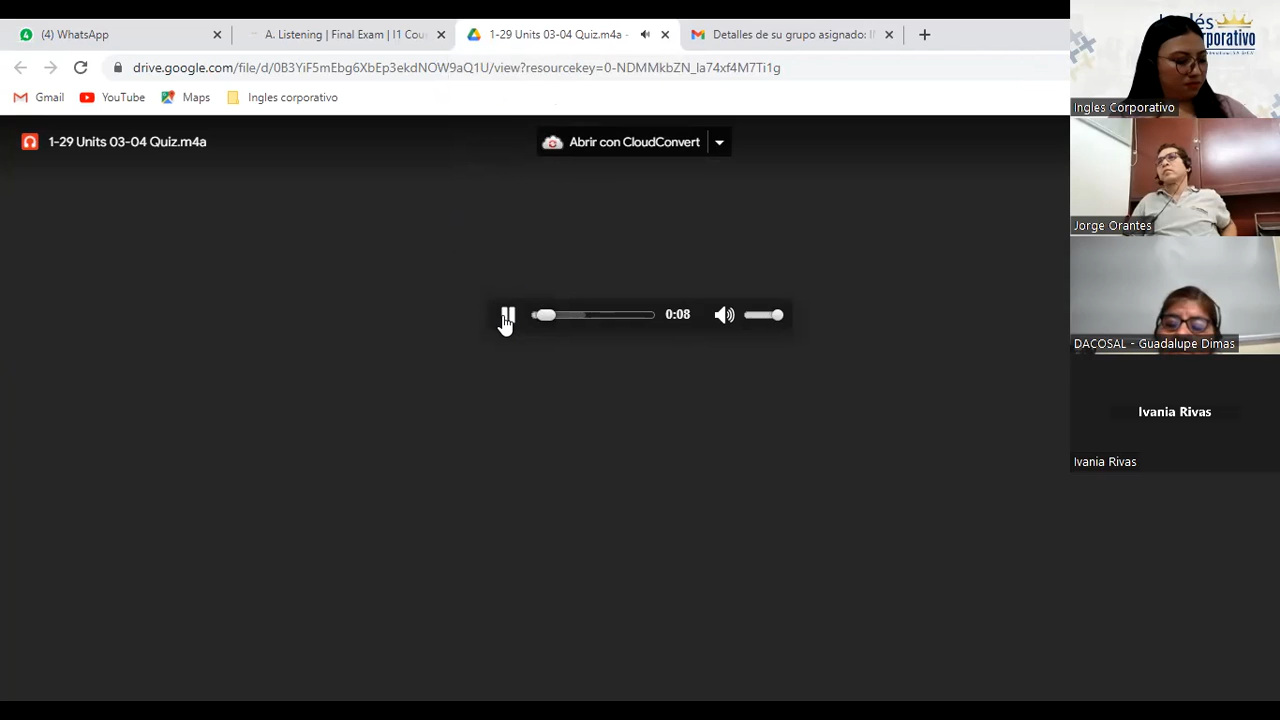 (4) WhatsApp
A. Listening | Final Exam | I1 Cou
1-29 Units 03-04 Quiz.m4a -
Detalles de su grupo asignado: I
drive.google.com/file/d/0B3YiF5mEbg6XbEp3ekdNOW9aQ1U/view?resourcekey=0-NDMMkbZN_la74xf4M7Ti1g
Gmail
YouTube
Maps
Ingles corporativo
1-29 Units 03-04 Quiz.m4a
Abrir con CloudConvert
0:08
Ingles Corporativo
Jorge Orantes
DACOSAL - Guadalupe Dimas
Ivania Rivas
Ivania Rivas